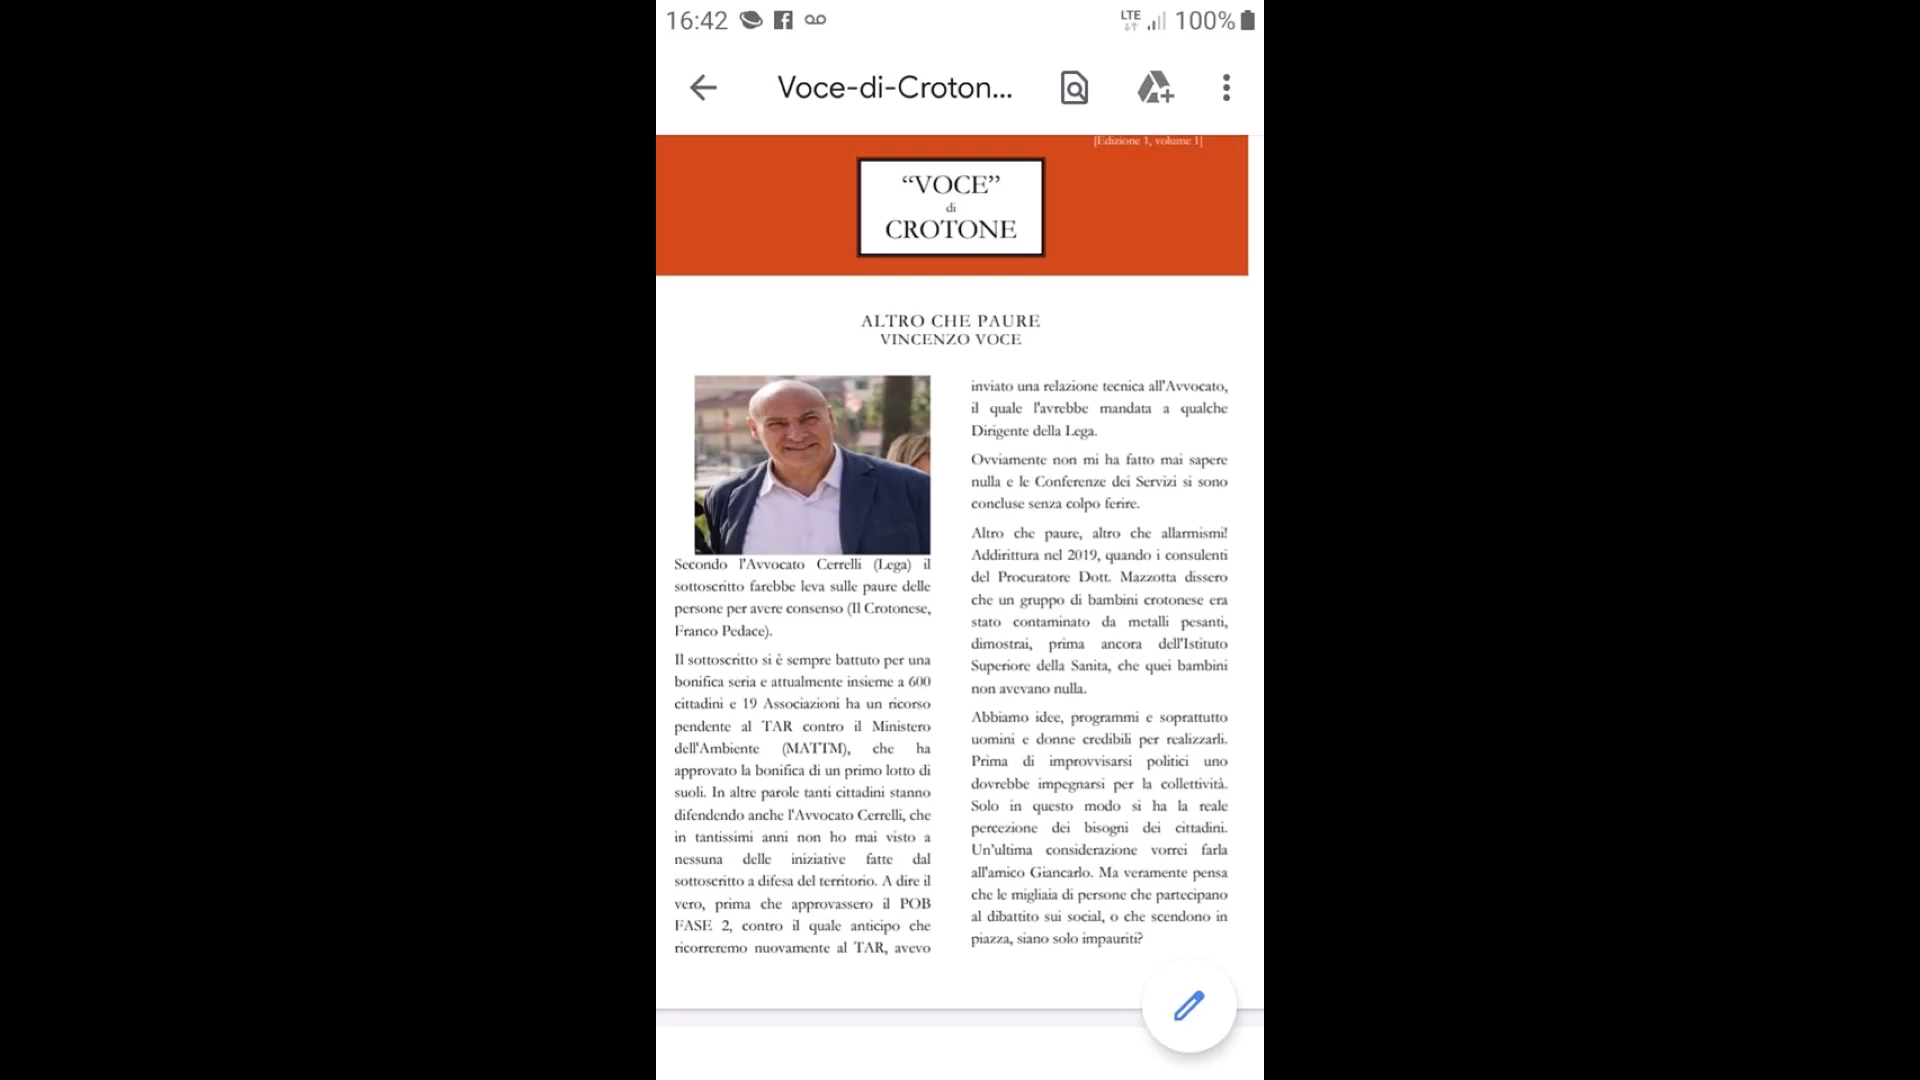 16:42
LTE
100%
Voce-di-Croton...
[Edizione 1, volume 1]
“VOCE”
di
CROTONE
ALTRO CHE PAURE
VINCENZO VOCE
Secondo l'Avvocato Cerrelli (Lega) il
sottoscritto farebbe leva sulle paure delle
persone per avere consenso (Il Crotonese,
Franco Pedace).
Il sottoscritto si è sempre battuto per una
bonifica seria e attualmente insieme a 600
cittadini e 19 Associazioni ha un ricorso
pendente al TAR contro il Ministero
dell'Ambiente (MATTM), che ha
approvato la bonifica di un primo lotto di
suoli. In altre parole tanti cittadini stanno
difendendo anche l'Avvocato Cerrelli, che
in tantissimi anni non ho mai visto a
nessuna delle iniziative fatte dal
sottoscritto a difesa del territorio. A dire il
vero, prima che approvassero il POB
FASE 2, contro il quale anticipo che
ricorreremo nuovamente al TAR, avevo
inviato una relazione tecnica all'Avvocato,
il quale l'avrebbe mandata a qualche
Dirigente della Lega.
Ovviamente non mi ha fatto mai sapere
nulla e le Conferenze dei Servizi si sono
concluse senza colpo ferire.
Altro che paure, altro che allarmismi!
Addirittura nel 2019, quando i consulenti
del Procuratore Dott. Mazzotta dissero
che un gruppo di bambini crotonese era
stato contaminato da metalli pesanti,
dimostrai, prima ancora dell'Istituto
Superiore della Sanita, che quei bambini
non avevano nulla.
Abbiamo idee, programmi e soprattutto
uomini e donne credibili per realizzarli.
Prima di improvvisarsi politici uno
dovrebbe impegnarsi per la collettività.
Solo in questo modo si ha la reale
percezione dei bisogni dei cittadini.
Un'ultima considerazione vorrei farla
all'amico Giancarlo. Ma veramente pensa
che le migliaia di persone che partecipano
al dibattito sui social, o che scendono in
piazza, siano solo impauriti?